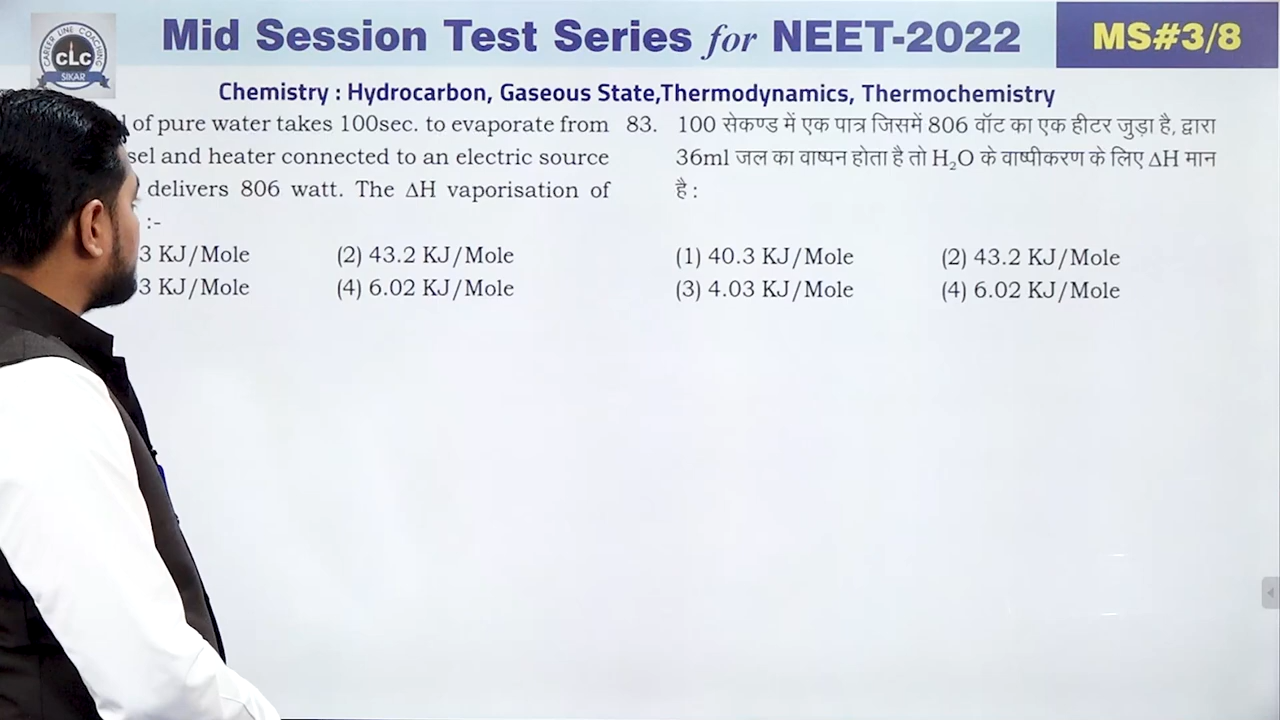 Mid Session Test Series for NEET-2022
MS#3/8
CAREER LINE COACHING
CLC
SIKAR
Chemistry : Hydrocarbon, Gaseous State,Thermodynamics, Thermochemistry
of pure water takes 100sec. to evaporate from
and heater connected to an electric source
delivers 806 watt. The ΔH vaporisation of
:-
3 KJ/Mole (2) 43.2 KJ/Mole
3 KJ/Mole (4) 6.02 KJ/Mole
83. 100 सेकण्ड में एक पात्र जिसमें 806 वॉट का एक हीटर जुड़ा है, द्वारा
36ml जल का वाष्पन होता है तो H₂O के वाष्पीकरण के लिए ΔH मान
है :
(1) 40.3 KJ/Mole (2) 43.2 KJ/Mole
(3) 4.03 KJ/Mole (4) 6.02 KJ/Mole